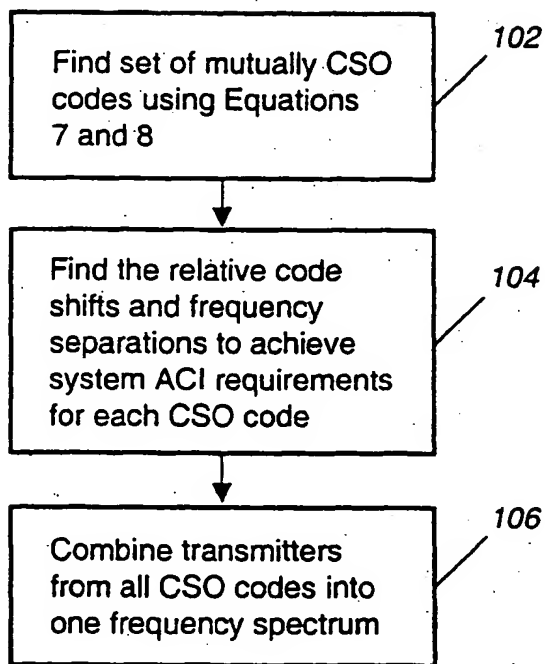 102
Find set of mutually CSO
codes using Equations
7 and 8
104
Find the relative code
shifts and frequency
separations to achieve
system ACI requirements
for each CSO code
106
Combine transmitters
from all CSO codes into
one frequency spectrum